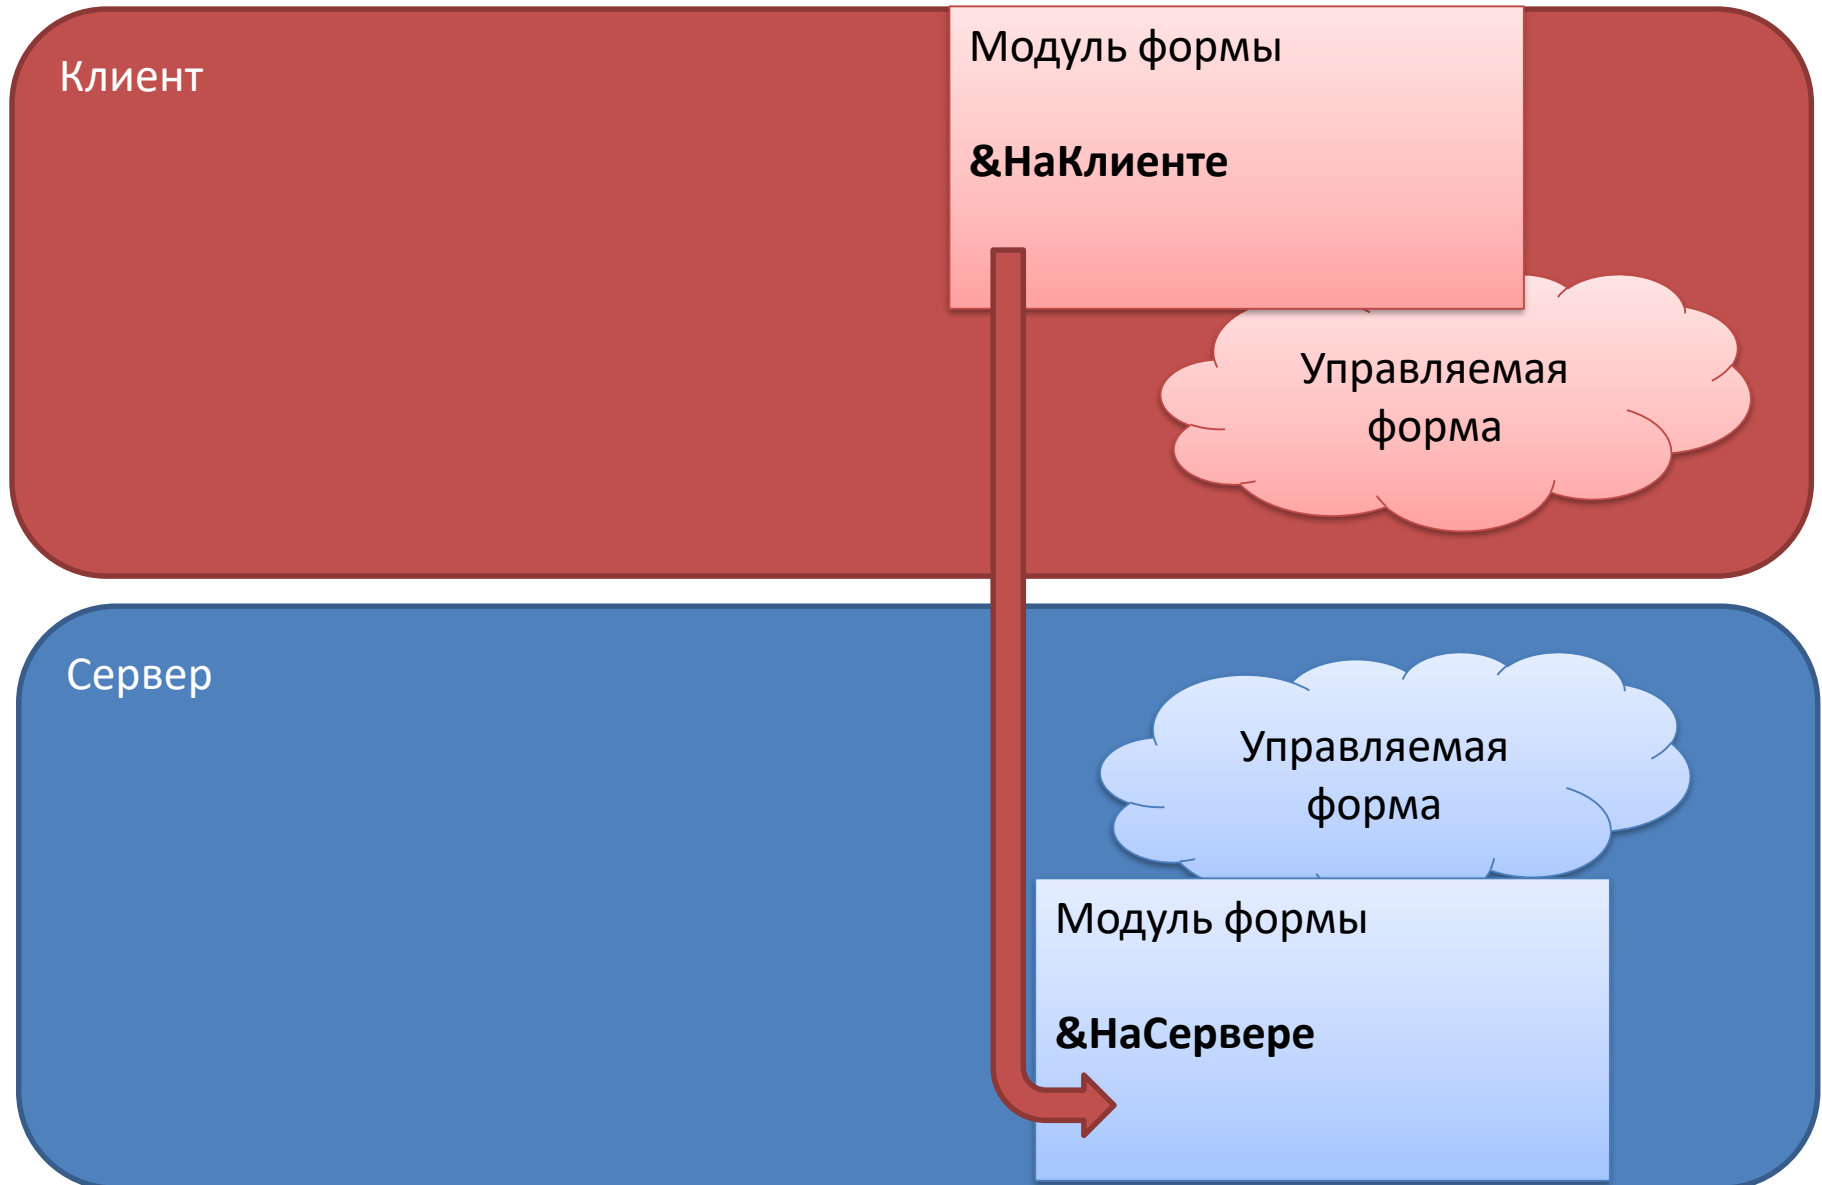 Клиент
Модуль формы
&НаКлиенте
Управляемая
форма
Сервер
Управляемая
форма
Модуль формы
&НаСервере